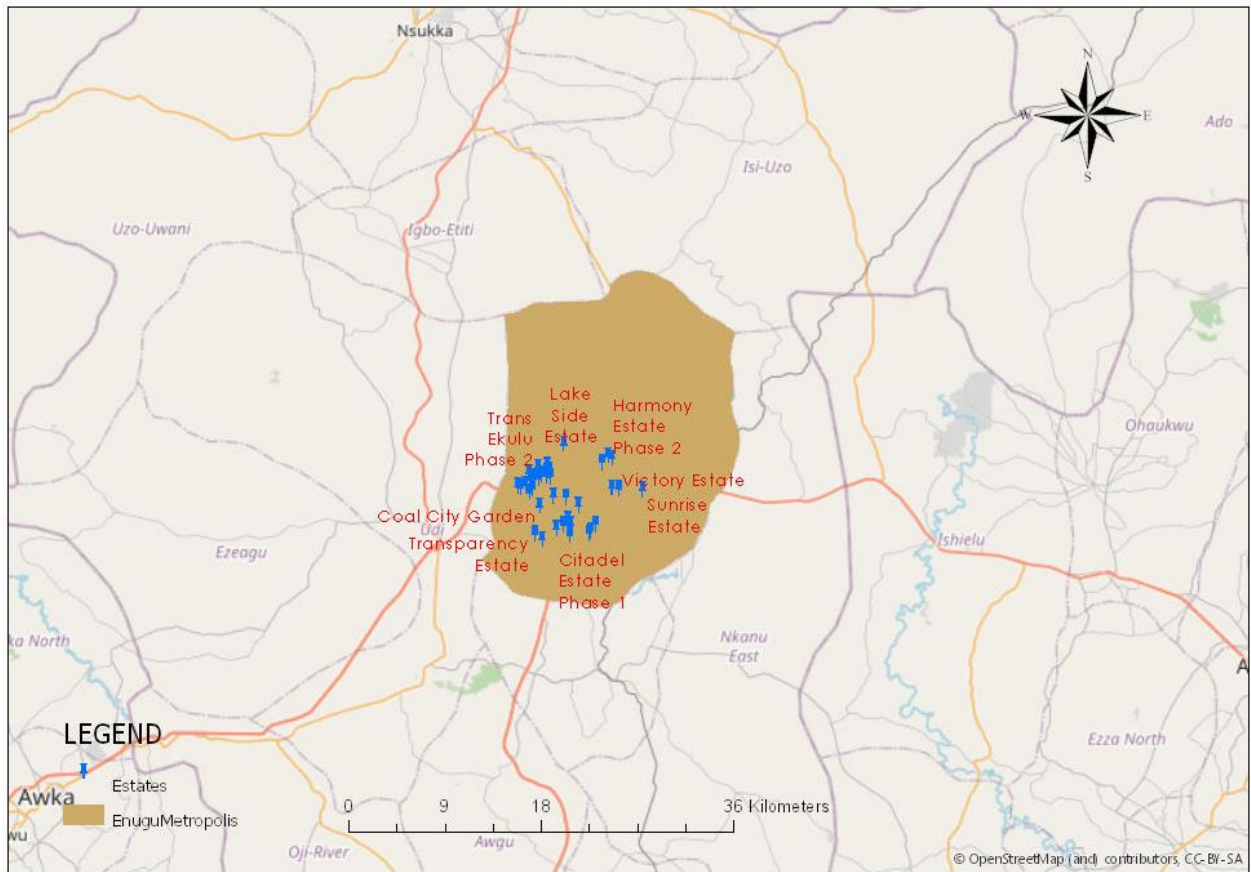 Nsukka
N
W
E
S
Ado
Isi-Uzo
Uzo-Uwani
Igbo-Etiti
Lake
Side
Estate
Harmony
Estate
Phase 2
Trans
Ekulu
Phase 2
Ohaukwu
Victory Estate
Sunrise
Estate
Coal City Garden
Udi
Transparency
Estate
Ezeagu
Ishielu
Citadel
Estate
Phase 1
ka North
Nkanu
East
A
LEGEND
Estates
EnuguMetropolis
Ezza North
Awka
wu
0 9 18 36 Kilometers
Oji-River
Awgu
© OpenStreetMap (and) contributors, CC-BY-SA